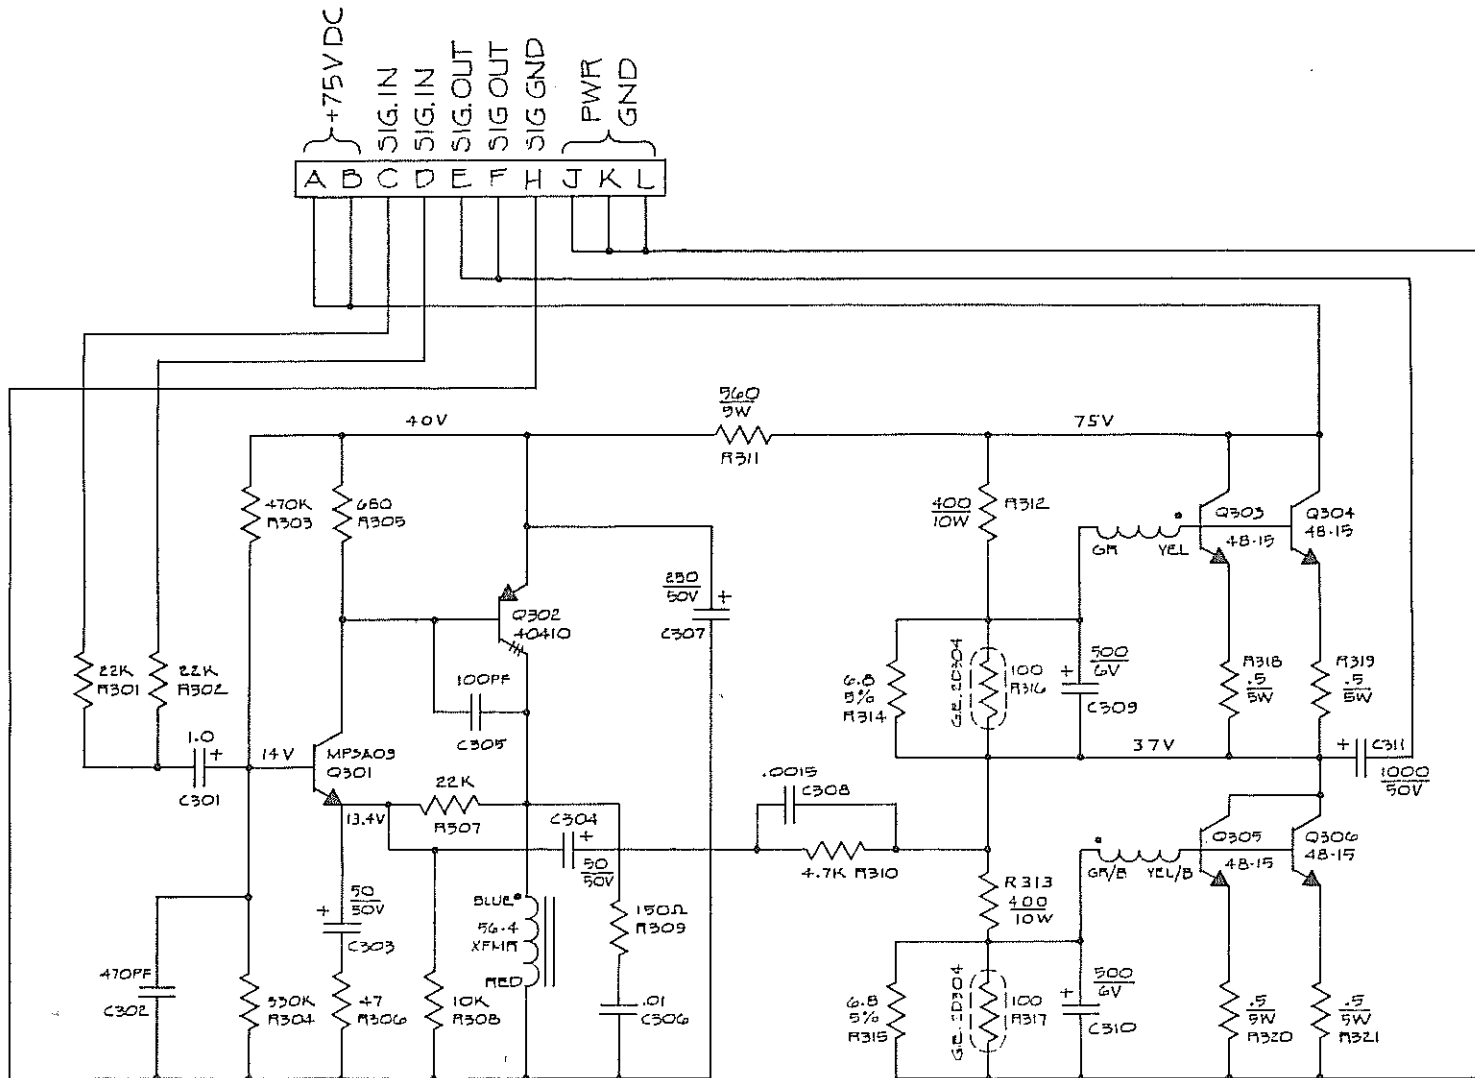 +75VDC
SIG.IN
SIG.IN
SIG.OUT
SIG OUT
SIG GND
PWR
GND
A B C D E F H J K L
40V
560
5W
R311
75V
470K
R303
680
R305
400
10W
R312
Q303
48-15
Q304
48-15
GR
YEL
250
50V
+
C307
Q302
40410
22K
R301
22K
R302
100PF
C305
6.8
5%
R314
G.E. 2D304
100
R316
+
500
6V
C309
R318
.5
5W
R319
.5
5W
1.0
+
C301
14V
MPSA09
Q301
37V
+
C311
1000
50V
.0015
C308
22K
R307
13.4V
C304
+
50
50V
4.7K R310
Q305
48-15
Q306
48-15
GR/B
YEL/B
R313
400
10W
50
50V
+
C303
BLUE
56-4
XFMR
RED
150Ω
R309
470PF
C302
330K
R304
47
R306
10K
R308
.01
C306
6.8
5%
R315
G.E. 2D304
100
R317
+
500
6V
C310
.5
5W
R320
.5
5W
R321